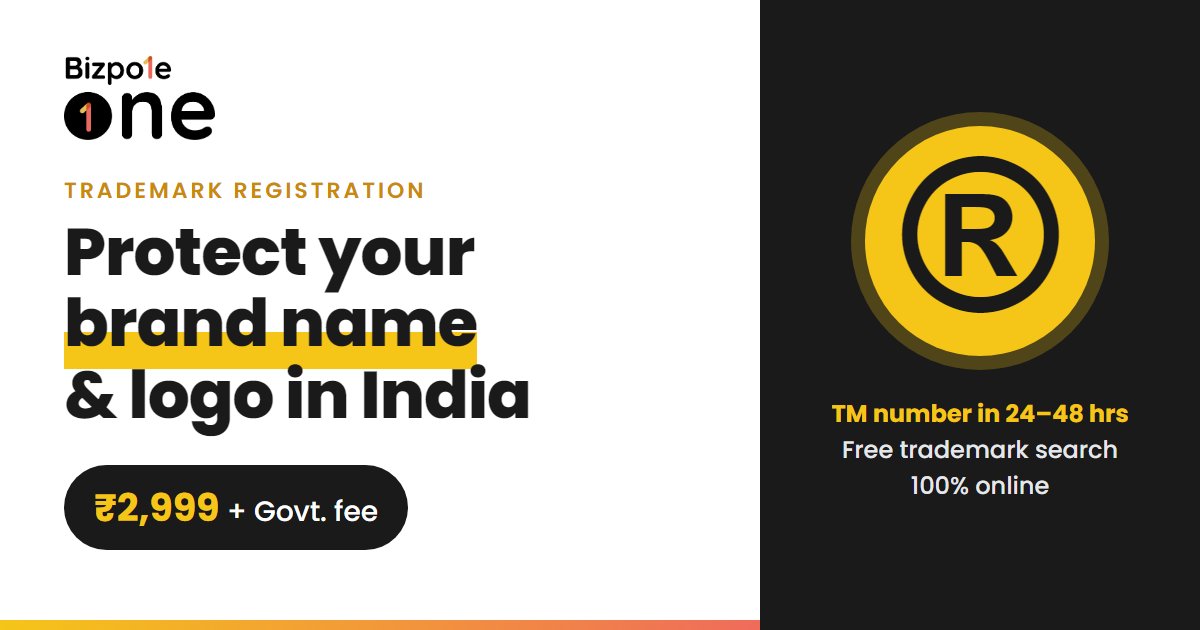 Bizpo1e
1ne
TRADEMARK REGISTRATION
Protect your
brand name
& logo in India
₹2,999 + Govt. fee
R
TM number in 24–48 hrs
Free trademark search
100% online